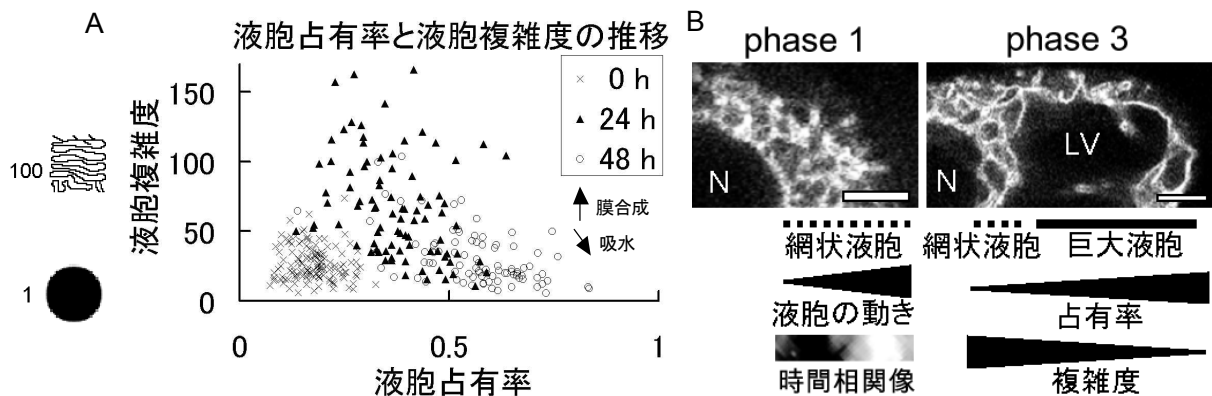 A
液胞占有率と液胞複雑度の推移
液胞複雑度
150
100
50
0
0
0.5
1
液胞占有率
0 h
24 h
48 h
膜合成
吸水
100
1
B
phase 1
phase 3
N
N
LV
網状液胞
網状液胞
巨大液胞
液胞の動き
占有率
時間相関像
複雑度